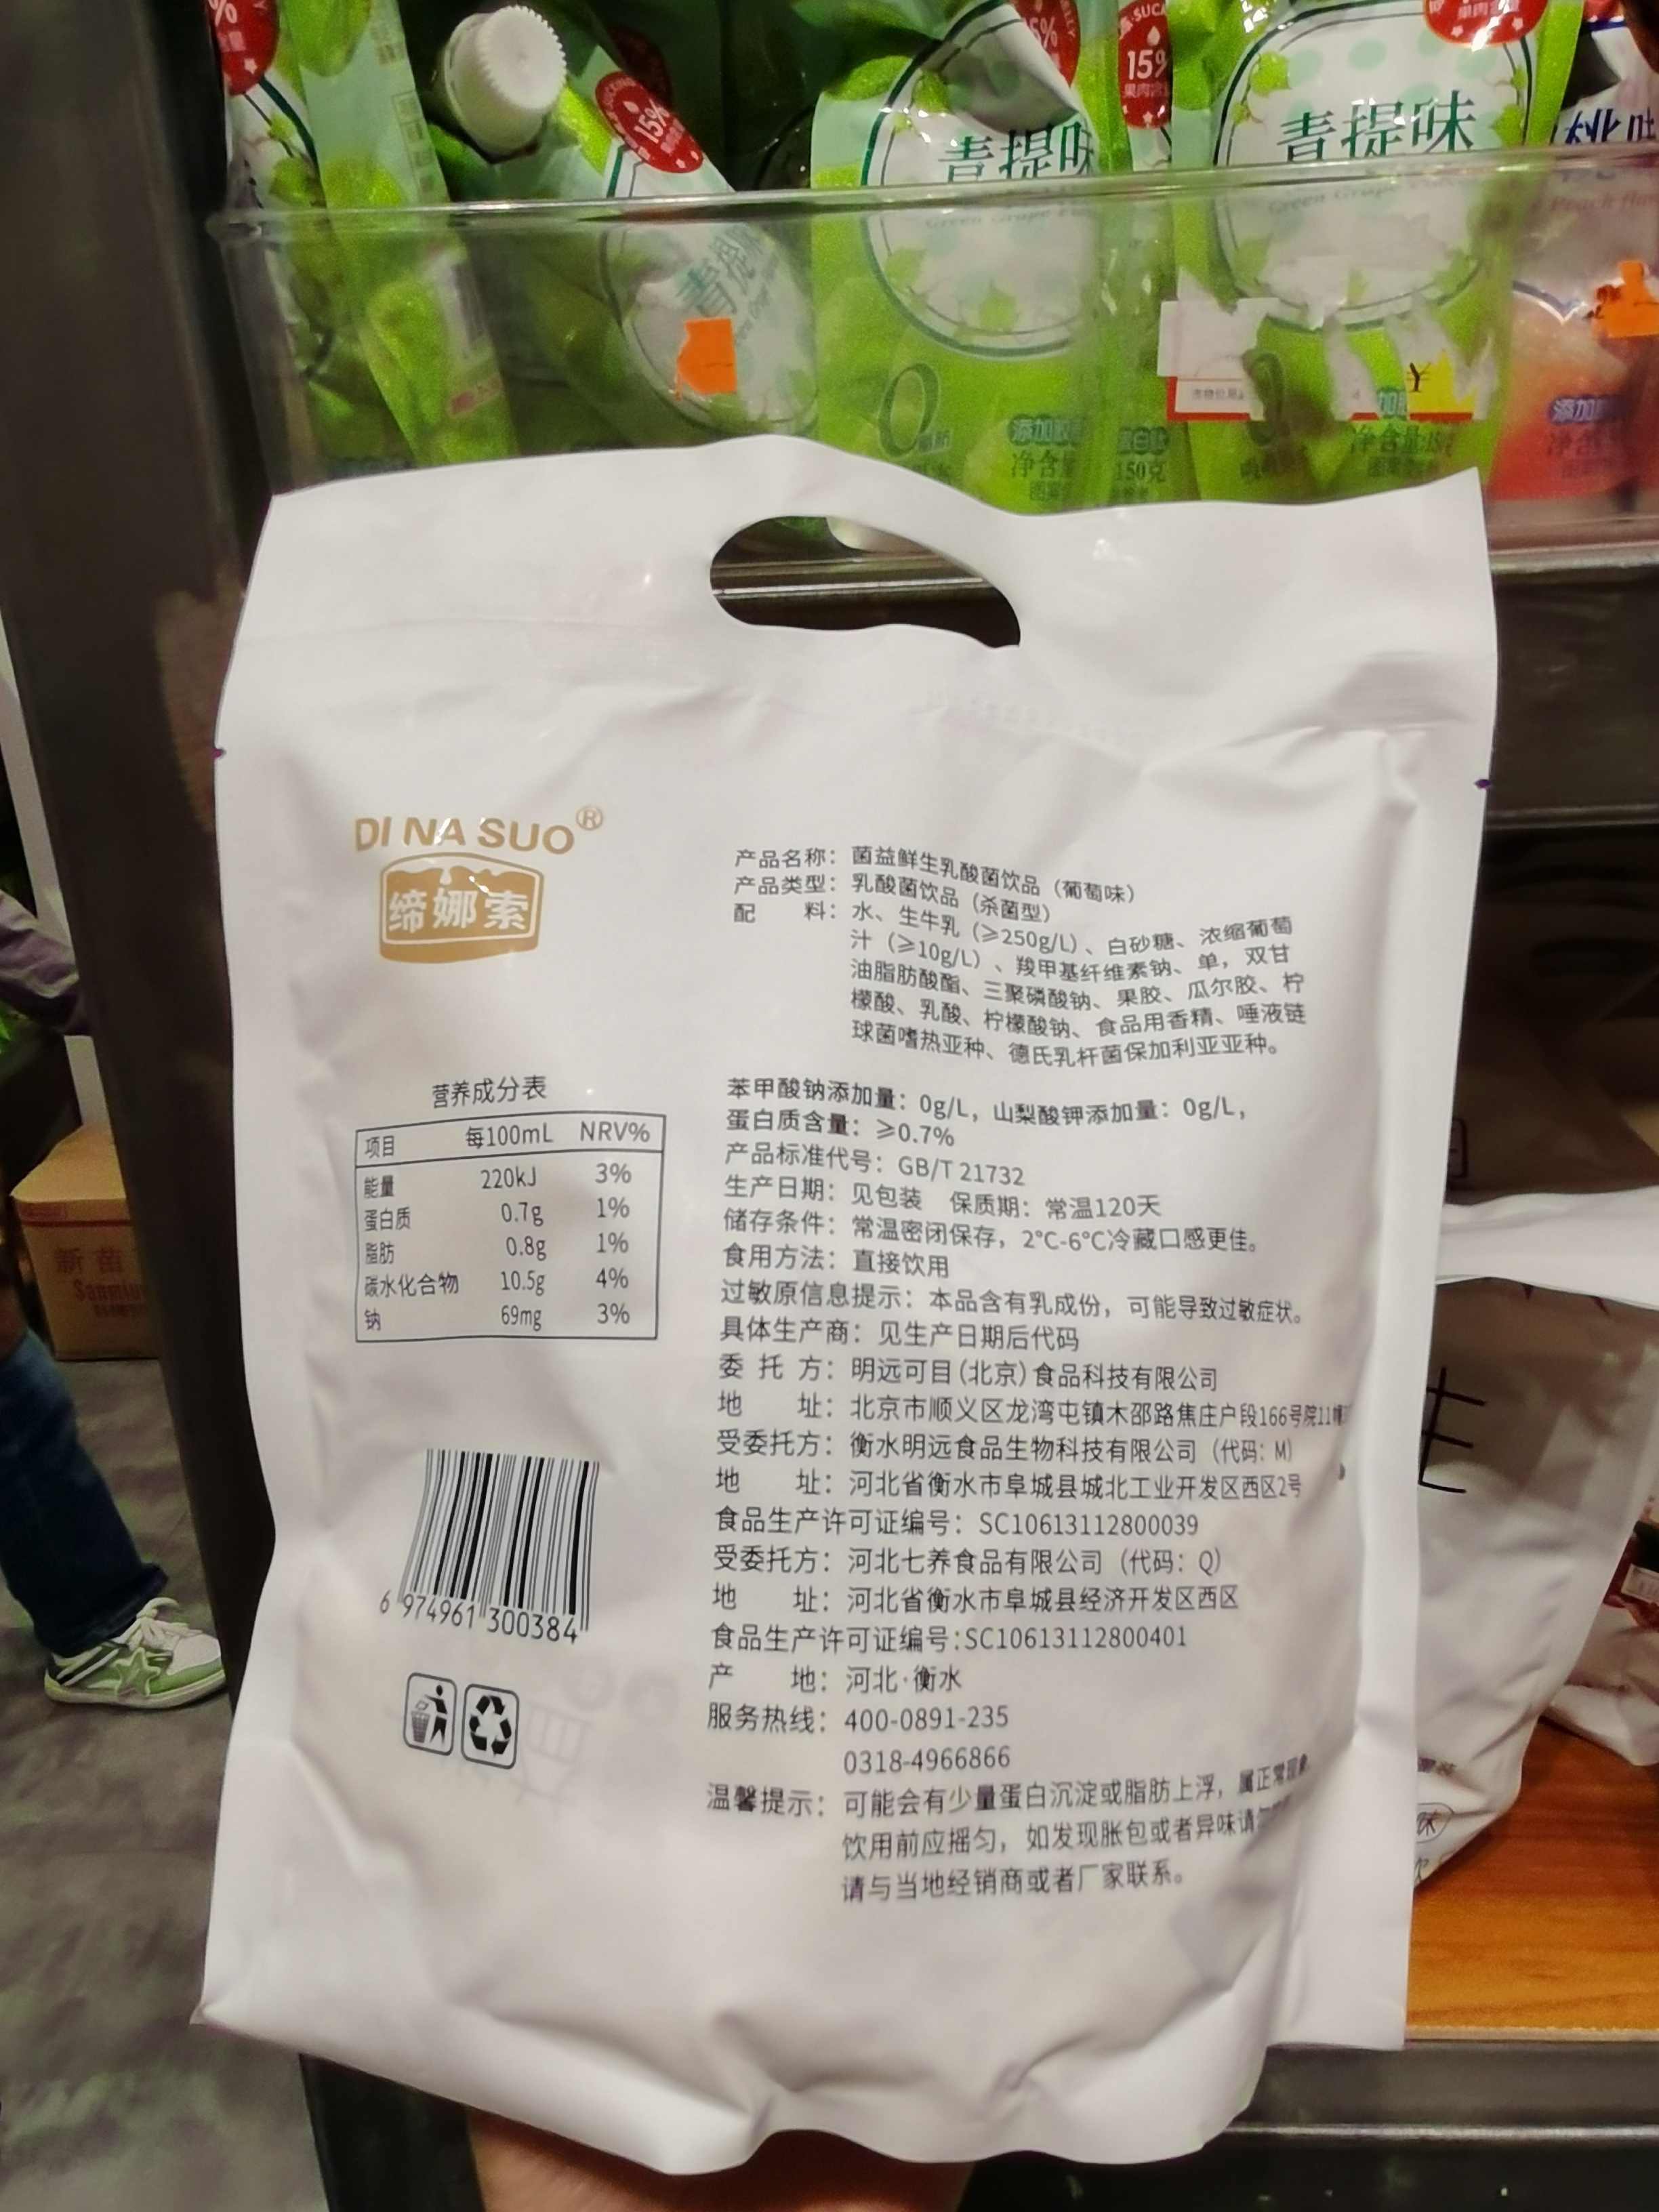 15%
青提味
青提味
15%
青提味
Green Grape
150克
DI NA SUO®
缔娜索
产品名称：菌益鲜生乳酸菌饮品（葡萄味）
产品类型：乳酸菌饮品（杀菌型）
配 料：水、生牛乳（≥250g/L）、白砂糖、浓缩葡萄
汁（≥10g/L）、羧甲基纤维素钠、单，双甘
油脂肪酸酯、三聚磷酸钠、果胶、瓜尔胶、柠
檬酸、乳酸、柠檬酸钠、食品用香精、唾液链
球菌嗜热亚种、德氏乳杆菌保加利亚亚种。
苯甲酸钠添加量：0g/L，山梨酸钾添加量：0g/L，
蛋白质含量：≥0.7%
产品标准代号：GB/T 21732
生产日期：见包装 保质期：常温120天
储存条件：常温密闭保存，2°C-6°C冷藏口感更佳。
食用方法：直接饮用
过敏原信息提示：本品含有乳成份，可能导致过敏症状。
具体生产商：见生产日期后代码
委 托 方：明远可目(北京)食品科技有限公司
地 址：北京市顺义区龙湾屯镇木邵路焦庄户段166号院11幢
受委托方：衡水明远食品生物科技有限公司（代码：M）
地 址：河北省衡水市阜城县城北工业开发区西区2号
食品生产许可证编号：SC10613112800039
受委托方：河北七养食品有限公司（代码：Q）
地 址：河北省衡水市阜城县经济开发区西区
食品生产许可证编号:SC10613112800401
产 地：河北·衡水
服务热线：400-0891-235
0318-4966866
温馨提示：可能会有少量蛋白沉淀或脂肪上浮，属正常现象
饮用前应摇匀，如发现胀包或者异味请
请与当地经销商或者厂家联系。
营养成分表
项目 每100mL NRV%
能量 220kJ 3%
蛋白质 0.7g 1%
脂肪 0.8g 1%
碳水化合物 10.5g 4%
钠 69mg 3%
6 974961 300384